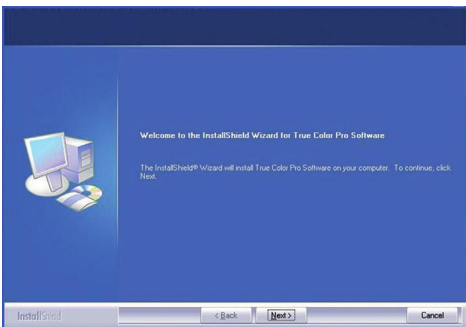 Welcome to the InstallShield Wizard for True Color Pro Software
The InstallShield® Wizard will install True Color Pro Software on your computer. To continue, click
Next.
InstallShield
< Back
Next >
Cancel